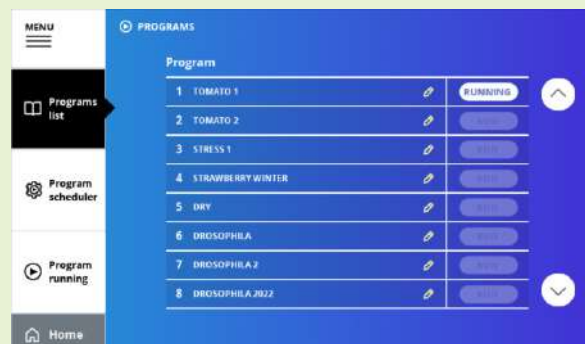 MENU
PROGRAMS
Program
Programs
list
1 TOMATO 1 RUNNING
2 TOMATO 2
3 STRESS 1
4 STRAWBERRY WINTER
5 DRY
6 DROSOPHILA
7 DROSOPHILA 2
8 DROSOPHILA 2022
Program
scheduler
Program
running
Home